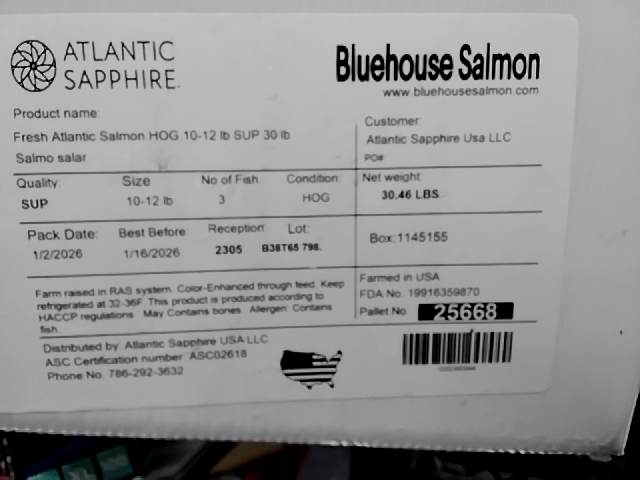 ATLANTIC
SAPPHIRE
Bluehouse Salmon
www.bluehousesalmon.com
Product name:
Fresh Atlantic Salmon HOG 10-12 lb SUP 30 lb
Salmo salar
Customer:
Atlantic Sapphire Usa LLC
PO#
Quality
SUP
Size
10-12 lb
No of Fish
3
Condition:
HOG
Net weight
30.46 LBS
Pack Date:
1/2/2026
Best Before
1/16/2026
Reception
2305
Lot:
B38T65 798.
Box:1145155
Farm raised in RAS system. Color-Enhanced through feed. Keep
refrigerated at 32-36F. This product is produced according to
HACCP regulations. May Contains bones. Allergen: Contains
fish
Farmed in USA
FDA No. 19916359870
Pallet No. 25668
Distributed by: Atlantic Sapphire USA LLC
ASC Certification number: ASC02618
Phone No. 786-292-3632